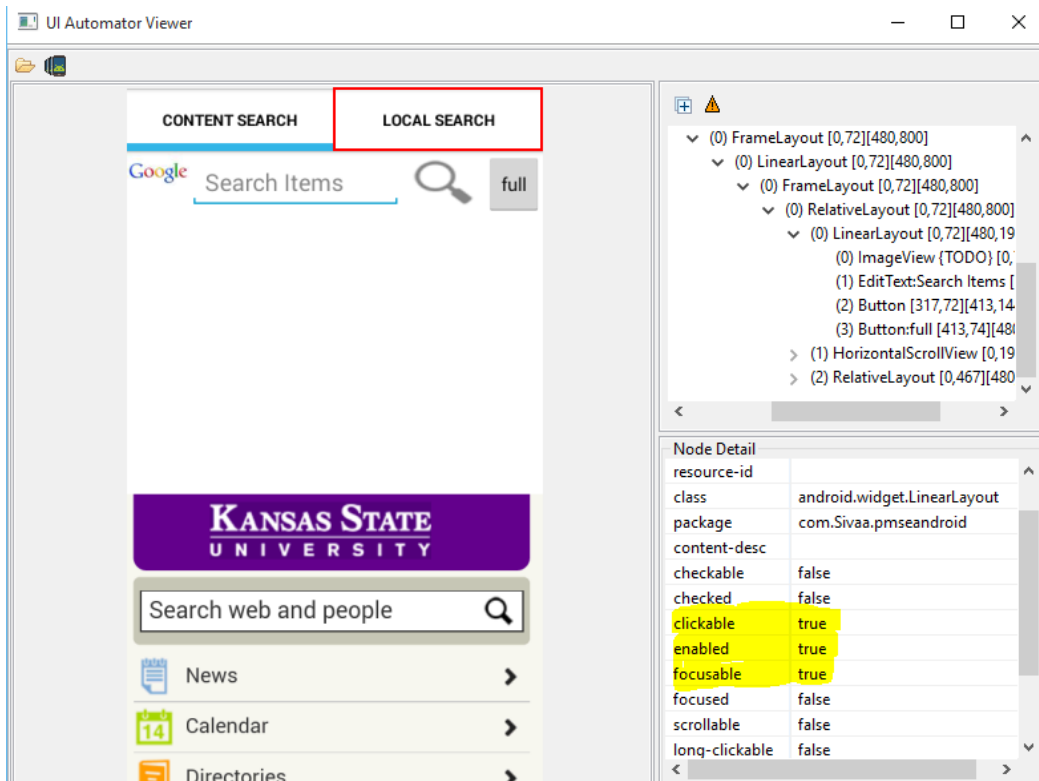 UI Automator Viewer
CONTENT SEARCH
LOCAL SEARCH
Google
Search Items
full
KANSAS STATE
UNIVERSITY
Search web and people
News
14
Calendar
Directories
(0) FrameLayout [0,72][480,800]
(0) LinearLayout [0,72][480,800]
(0) FrameLayout [0,72][480,800]
(0) RelativeLayout [0,72][480,800]
(0) LinearLayout [0,72][480,19
(0) ImageView {TODO} [0,
(1) EditText:Search Items [
(2) Button [317,72][413,14
(3) Button:full [413,74][48
(1) HorizontalScrollView [0,19
(2) RelativeLayout [0,467][480
Node Detail
resource-id
class android.widget.LinearLayout
package com.Sivaa.pmseandroid
content-desc
checkable false
checked false
clickable true
enabled true
focusable true
focused false
scrollable false
long-clickable false